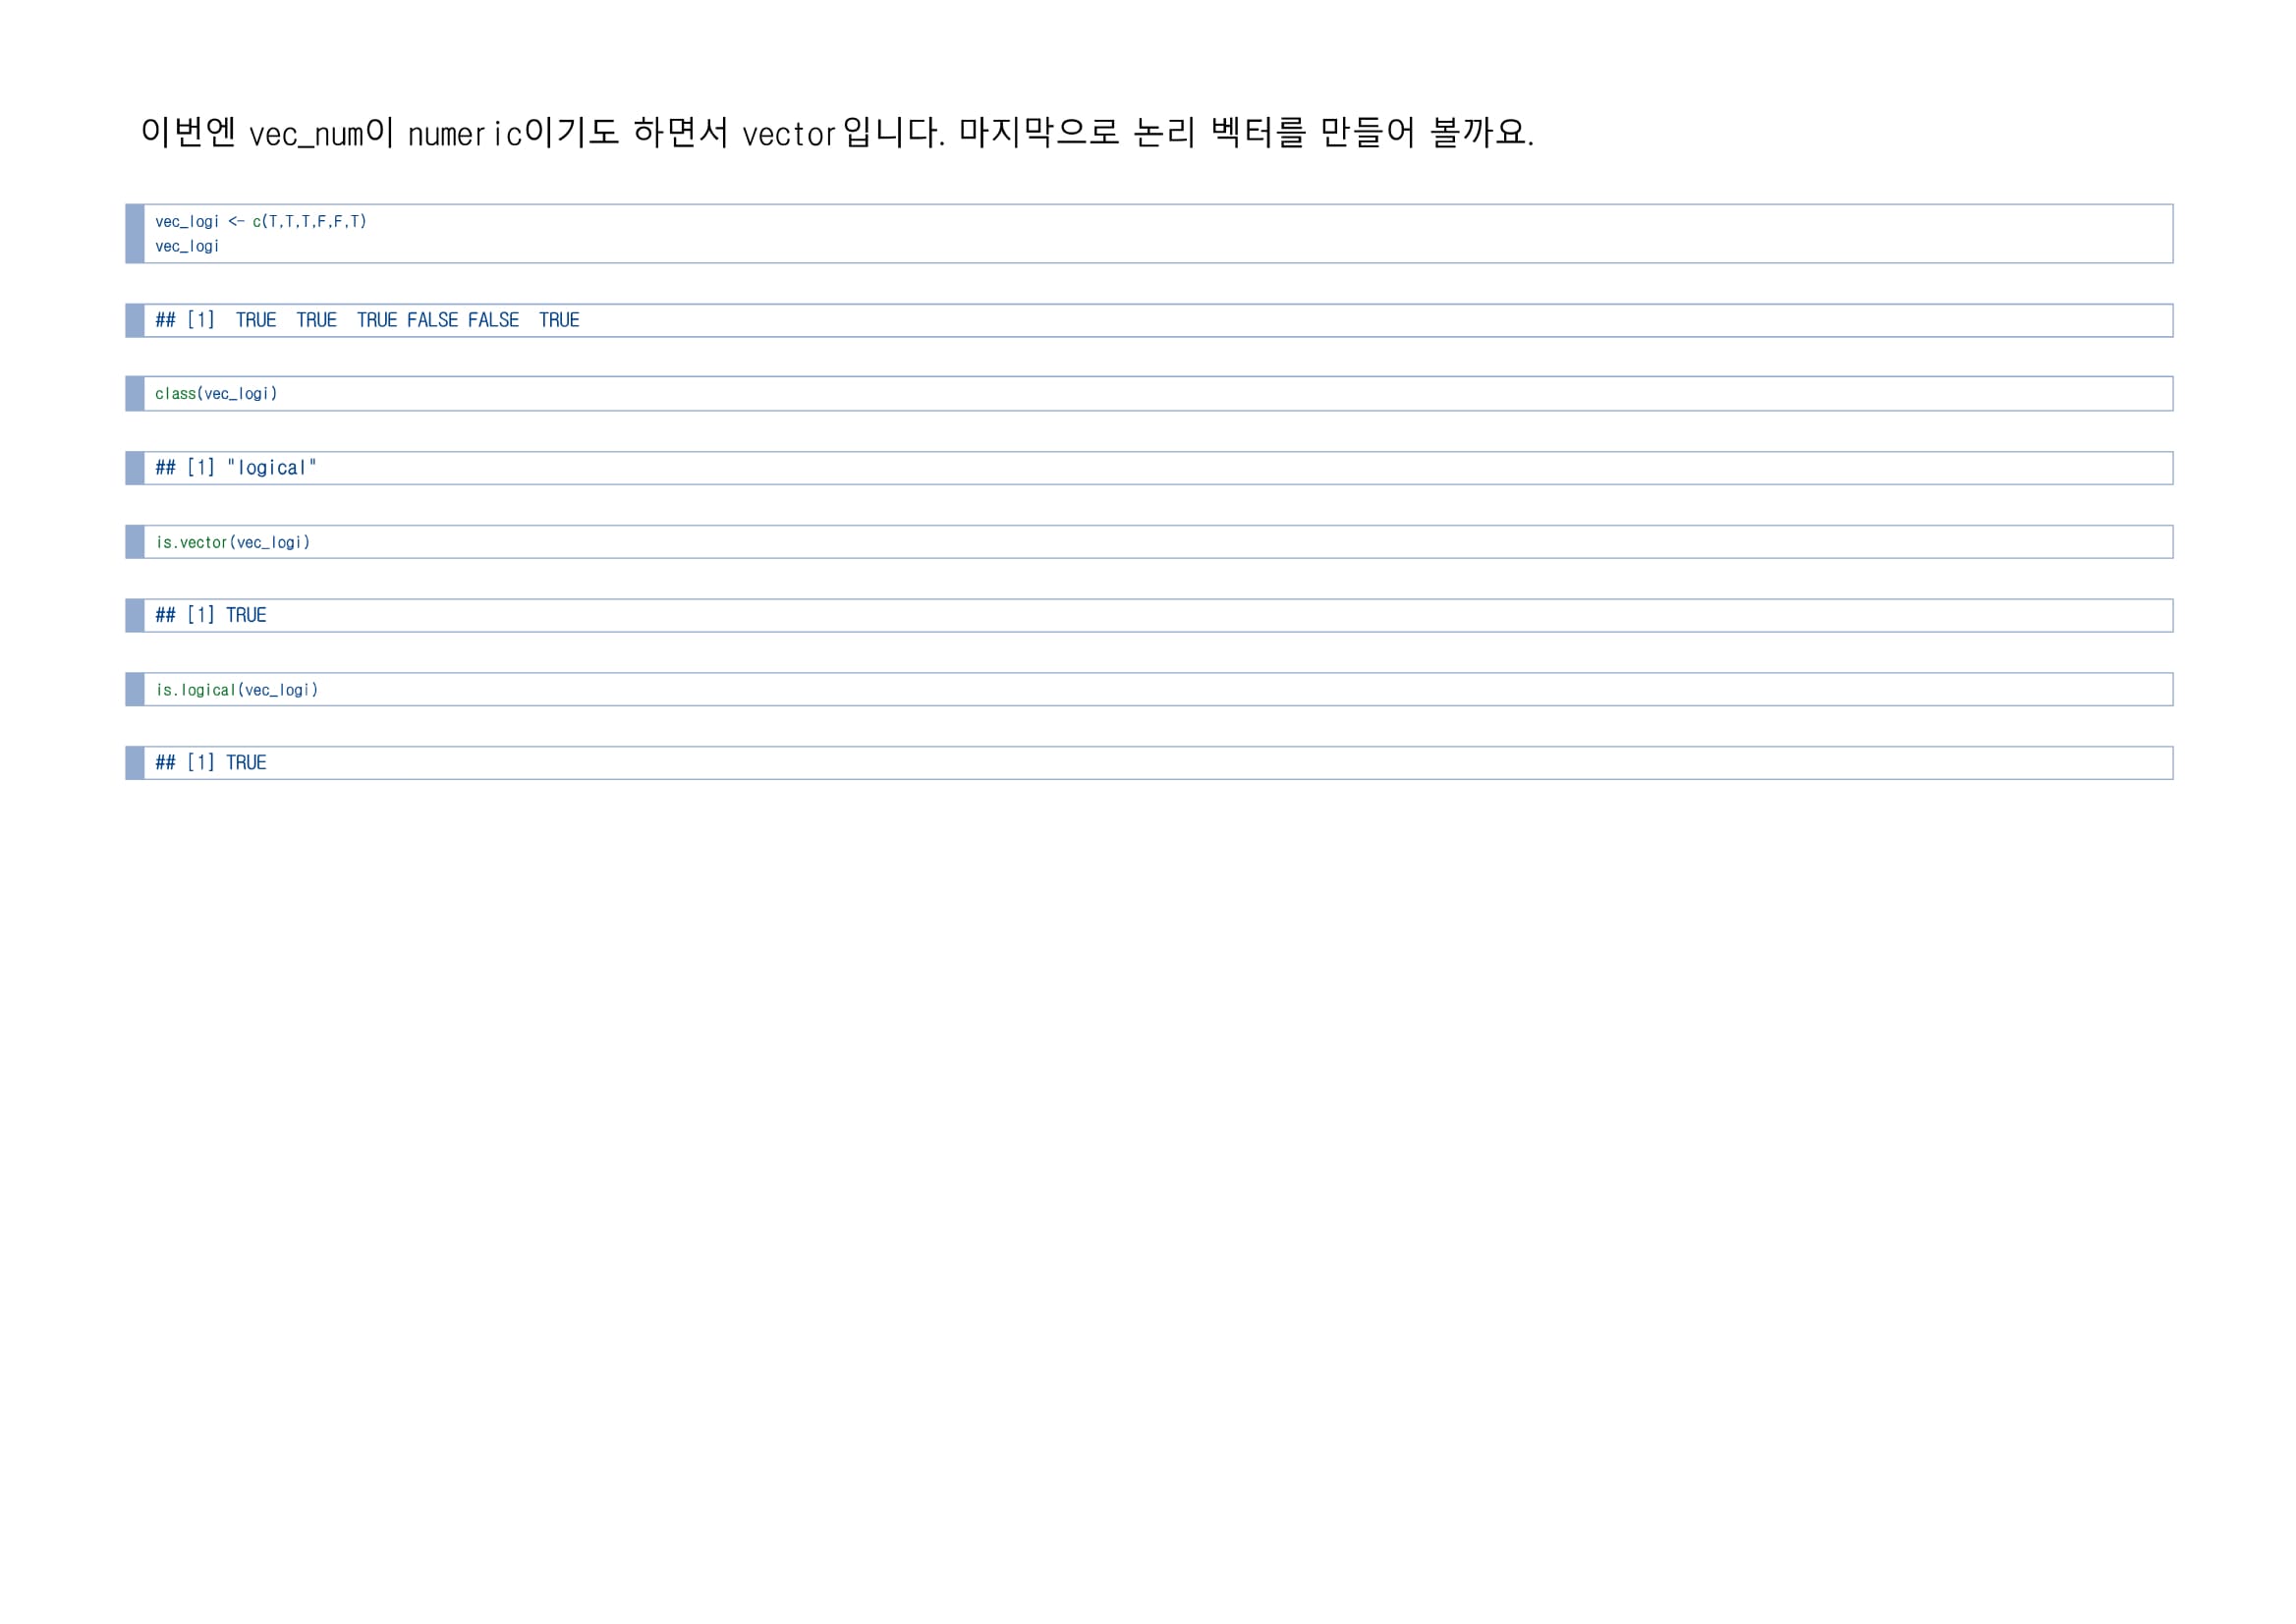 이번엔 vec_num이 numeric이기도 하면서 vector입니다. 마지막으로 논리 벡터를 만들어 볼까요.
vec_logi <- c(T,T,T,F,F,T)
vec_logi
## [1]  TRUE  TRUE  TRUE FALSE FALSE  TRUE
class(vec_logi)
## [1] "logical"
is.vector(vec_logi)
## [1] TRUE
is.logical(vec_logi)
## [1] TRUE